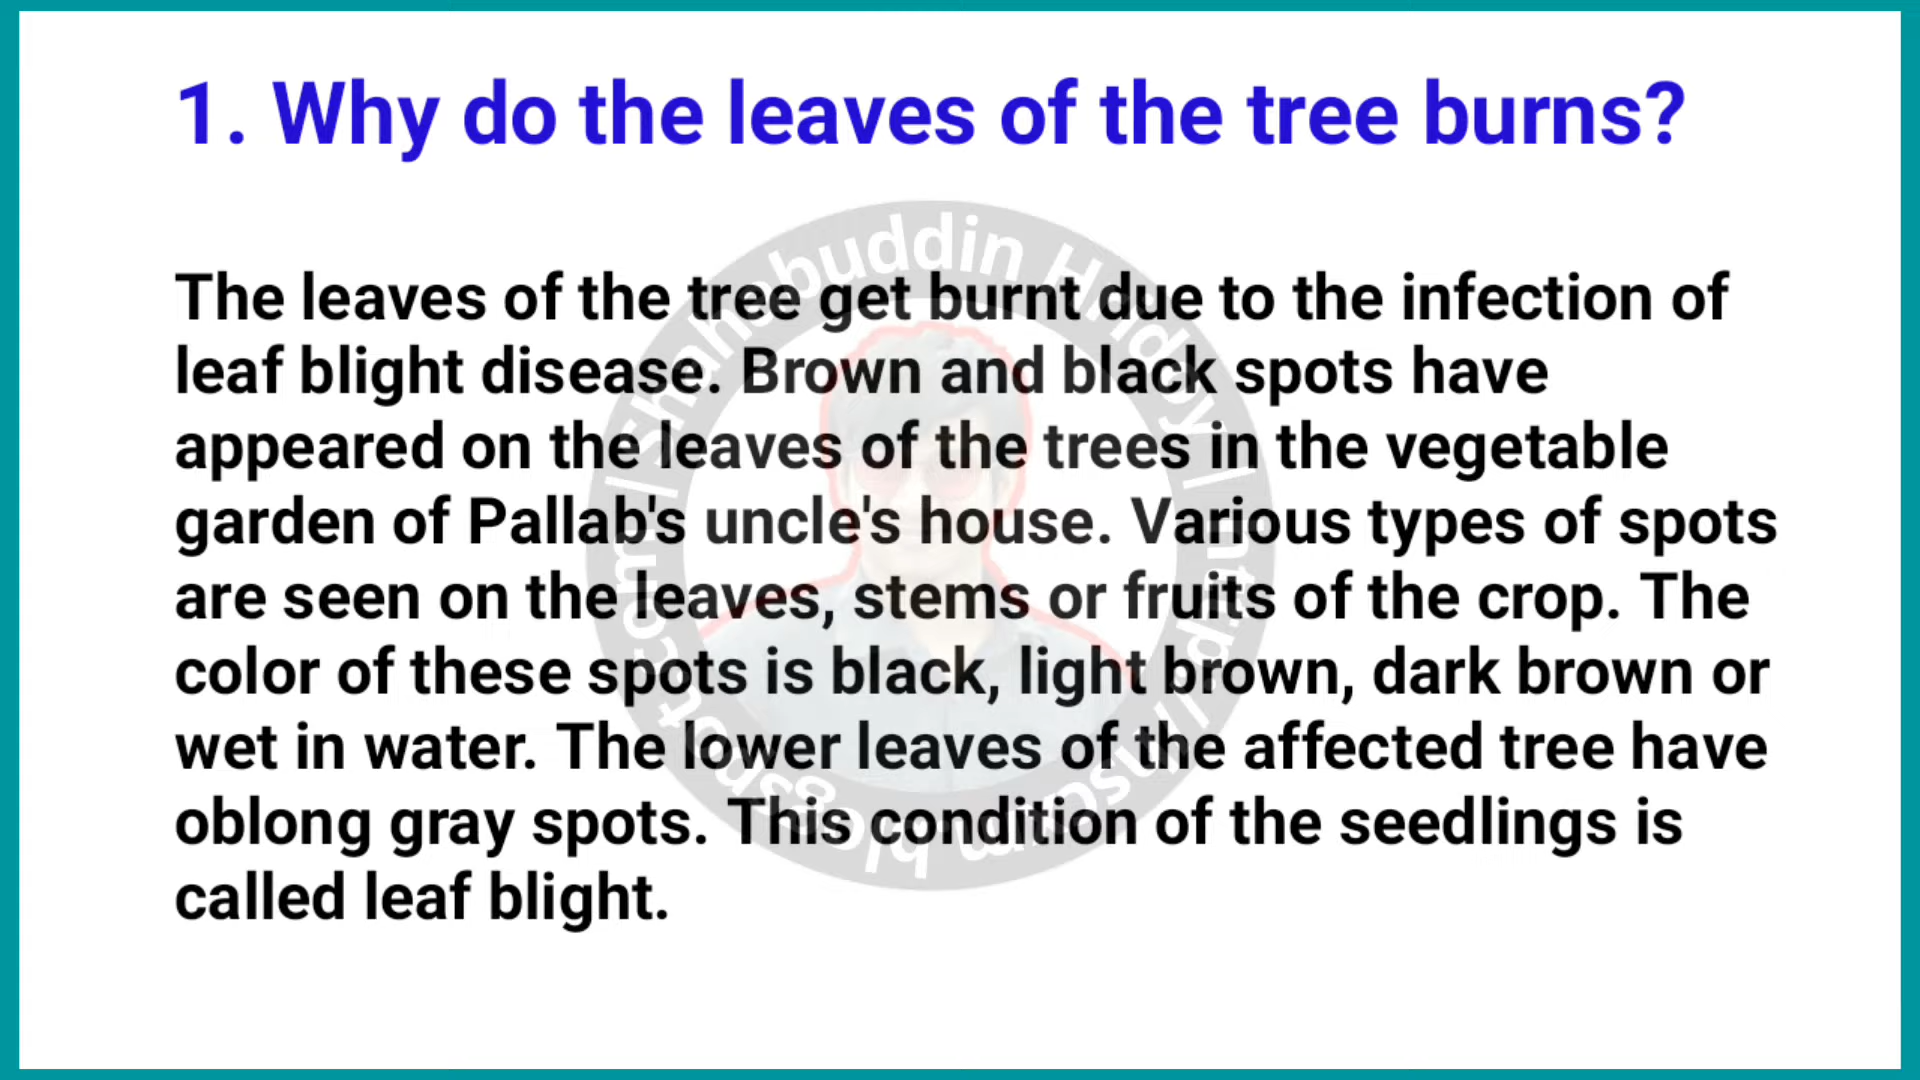 1. Why do the leaves of the tree burns?
The leaves of the tree get burnt due to the infection of
leaf blight disease. Brown and black spots have
appeared on the leaves of the trees in the vegetable
garden of Pallab's uncle's house. Various types of spots
are seen on the leaves, stems or fruits of the crop. The
color of these spots is black, light brown, dark brown or
wet in water. The lower leaves of the affected tree have
oblong gray spots. This condition of the seedlings is
called leaf blight.
| Shahabuddin Hridoy |